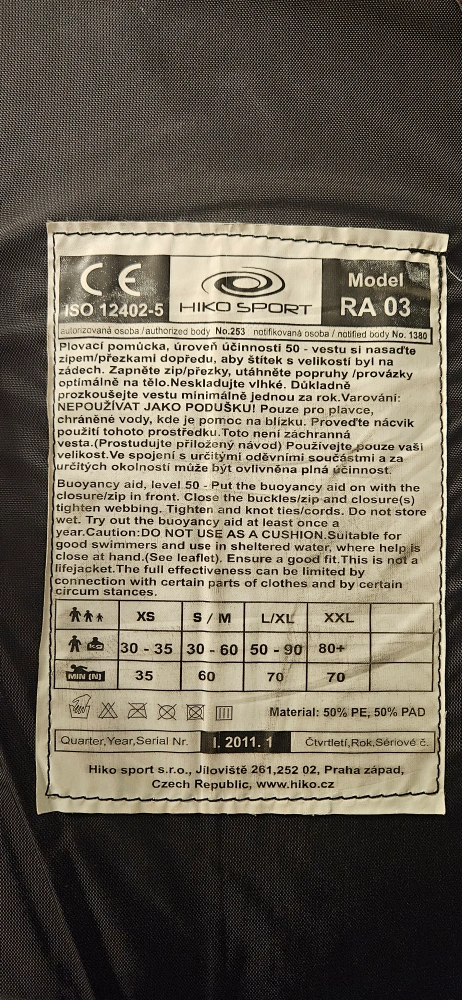 CE
ISO 12402-5
HIKO SPORT
Model
RA 03
autorizovaná osoba / authorized body No.253 notifikovaná osoba / notified body No. 1380
Plovací pomůcka, úroveň účinnosti 50 - vestu si nasaďte
zipem/přezkami dopředu, aby štítek s velikostí byl na
zádech. Zapněte zip/přezky, utáhněte popruhy /provázky
optimálně na tělo.Neskladujte vlhké. Důkladně
prozkoušejte vestu minimálně jednou za rok.Varování:
NEPOUŽÍVAT JAKO PODUŠKU! Pouze pro plavce,
chráněné vody, kde je pomoc na blízku. Proveďte nácvik
použití tohoto prostředku.Toto není záchranná
vesta.(Prostudujte přiložený návod) Používejte pouze vaši
velikost.Ve spojení s určitými oděvními součástmi a za
určitých okolností může být ovlivněna plná účinnost.
Buoyancy aid, level 50 - Put the buoyancy aid on with the
closure/zip in front. Close the buckles/zip and closure(s)
tighten webbing. Tighten and knot ties/cords. Do not store
wet. Try out the buoyancy aid at least once a
year.Caution:DO NOT USE AS A CUSHION.Suitable for
good swimmers and use in sheltered water, where help is
close at hand.(See leaflet). Ensure a good fit.This is not a
lifejacket.The full effectiveness can be limited by
connection with certain parts of clothes and by certain
circum stances.
XS S / M L/XL XXL
KG 30 - 35 30 - 60 50 - 90 80+
MIN (N) 35 60 70 70
Material: 50% PE, 50% PAD
Quarter,Year,Serial Nr. I. 2011. 1 Čtvrtletí,Rok,Sériové č.
Hiko sport s.r.o., Jíloviště 261,252 02, Praha západ,
Czech Republic, www.hiko.cz